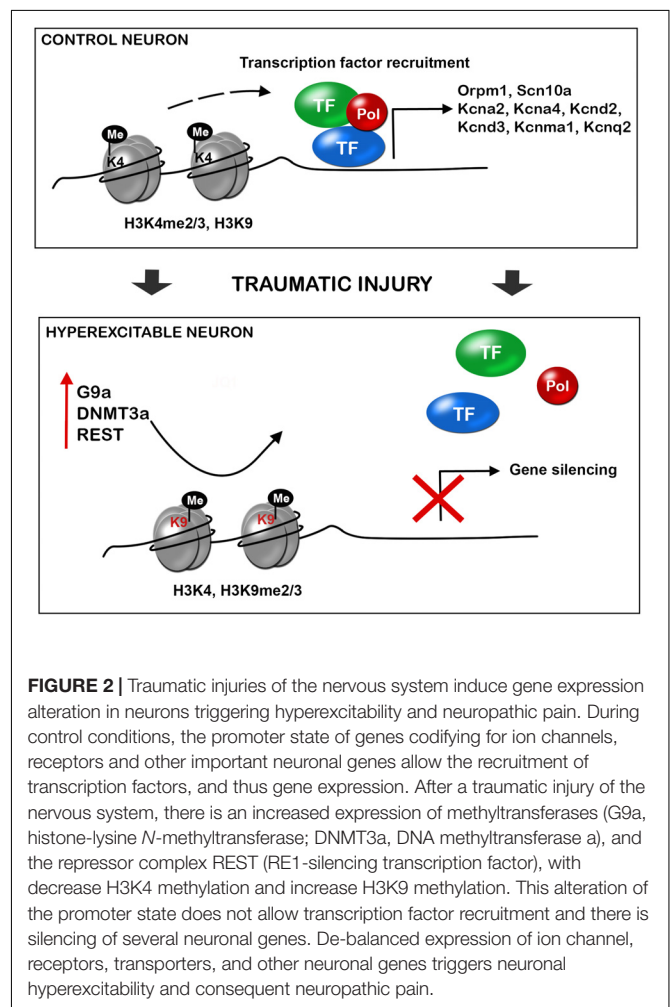 CONTROL NEURON
Transcription factor recruitment
TF
Pol
TF
Orpm1, Scn10a
Kcna2, Kcna4, Kcnd2,
Kcnd3, Kcnma1, Kcnq2
Me
K4
Me
K4
H3K4me2/3, H3K9
TRAUMATIC INJURY
HYPEREXCITABLE NEURON
G9a
DNMT3a
REST
TF
Pol
TF
Gene silencing
Me
K9
Me
K9
H3K4, H3K9me2/3
FIGURE 2 | Traumatic injuries of the nervous system induce gene expression
alteration in neurons triggering hyperexcitability and neuropathic pain. During
control conditions, the promoter state of genes codifying for ion channels,
receptors and other important neuronal genes allow the recruitment of
transcription factors, and thus gene expression. After a traumatic injury of the
nervous system, there is an increased expression of methyltransferases (G9a,
histone-lysine N-methyltransferase; DNMT3a, DNA methyltransferase a), and
the repressor complex REST (RE1-silencing transcription factor), with
decrease H3K4 methylation and increase H3K9 methylation. This alteration of
the promoter state does not allow transcription factor recruitment and there is
silencing of several neuronal genes. De-balanced expression of ion channel,
receptors, transporters, and other neuronal genes triggers neuronal
hyperexcitability and consequent neuropathic pain.